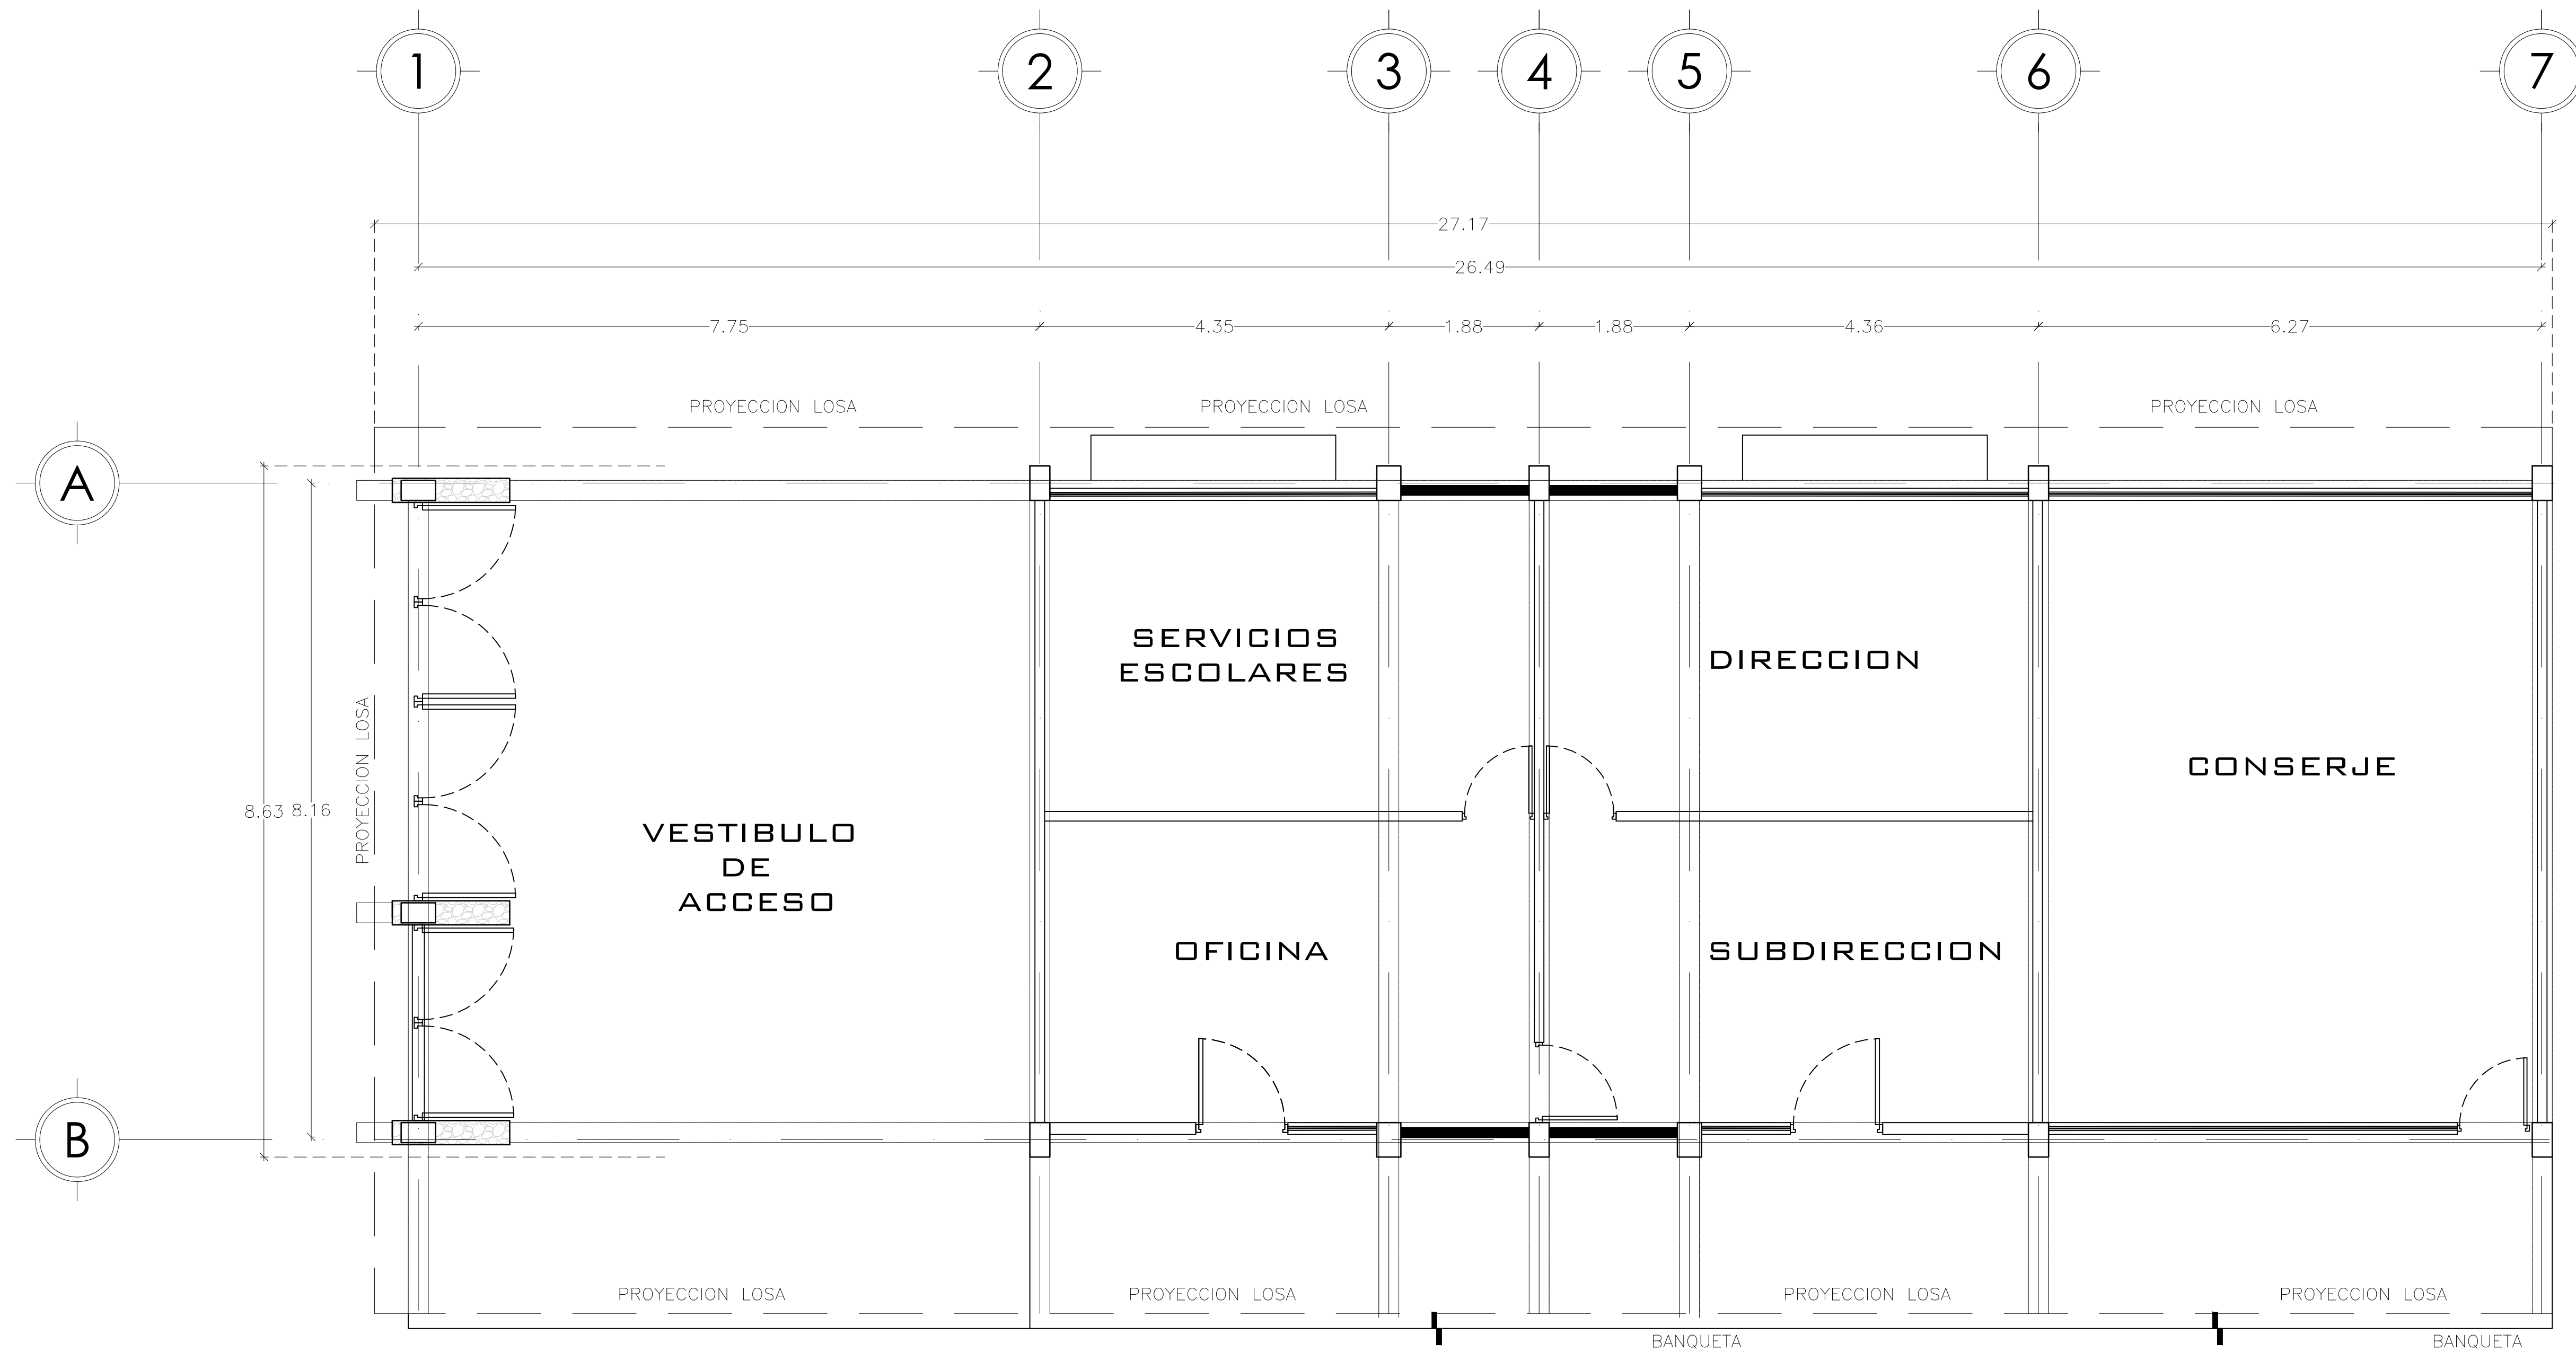 1
2
3
4
5
6
7
27.17
26.49
7.75
4.35
1.88
1.88
4.36
6.27
PROYECCION LOSA
PROYECCION LOSA
PROYECCION LOSA
A
SERVICIOS
ESCOLARES
DIRECCION
CONSERJE
8.63
8.16
PROYECCION LOSA
VESTIBULO
DE
ACCESO
OFICINA
SUBDIRECCION
B
PROYECCION LOSA
PROYECCION LOSA
PROYECCION LOSA
PROYECCION LOSA
BANQUETA
BANQUETA